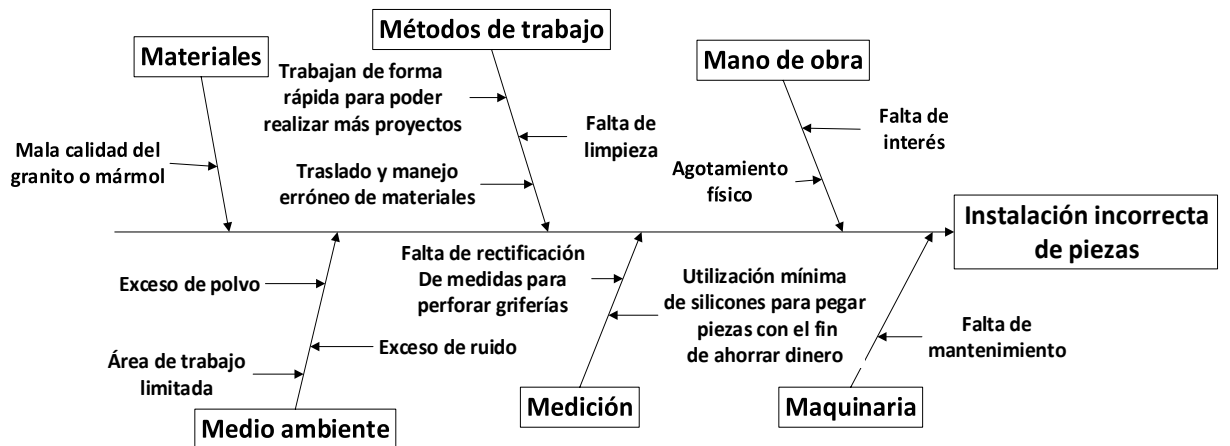 Métodos de trabajo
Materiales
Mano de obra
Trabajan de forma
rápida para poder
realizar más proyectos
Falta de
limpieza
Falta de
interés
Mala calidad del
granito o mármol
Traslado y manejo
erróneo de materiales
Agotamiento
físico
Instalación incorrecta
de piezas
Exceso de polvo
Falta de rectificación
De medidas para
perforar griferías
Utilización mínima
de silicones para pegar
piezas con el fin
de ahorrar dinero
Exceso de ruido
Falta de
mantenimiento
Área de trabajo
limitada
Medio ambiente
Medición
Maquinaria